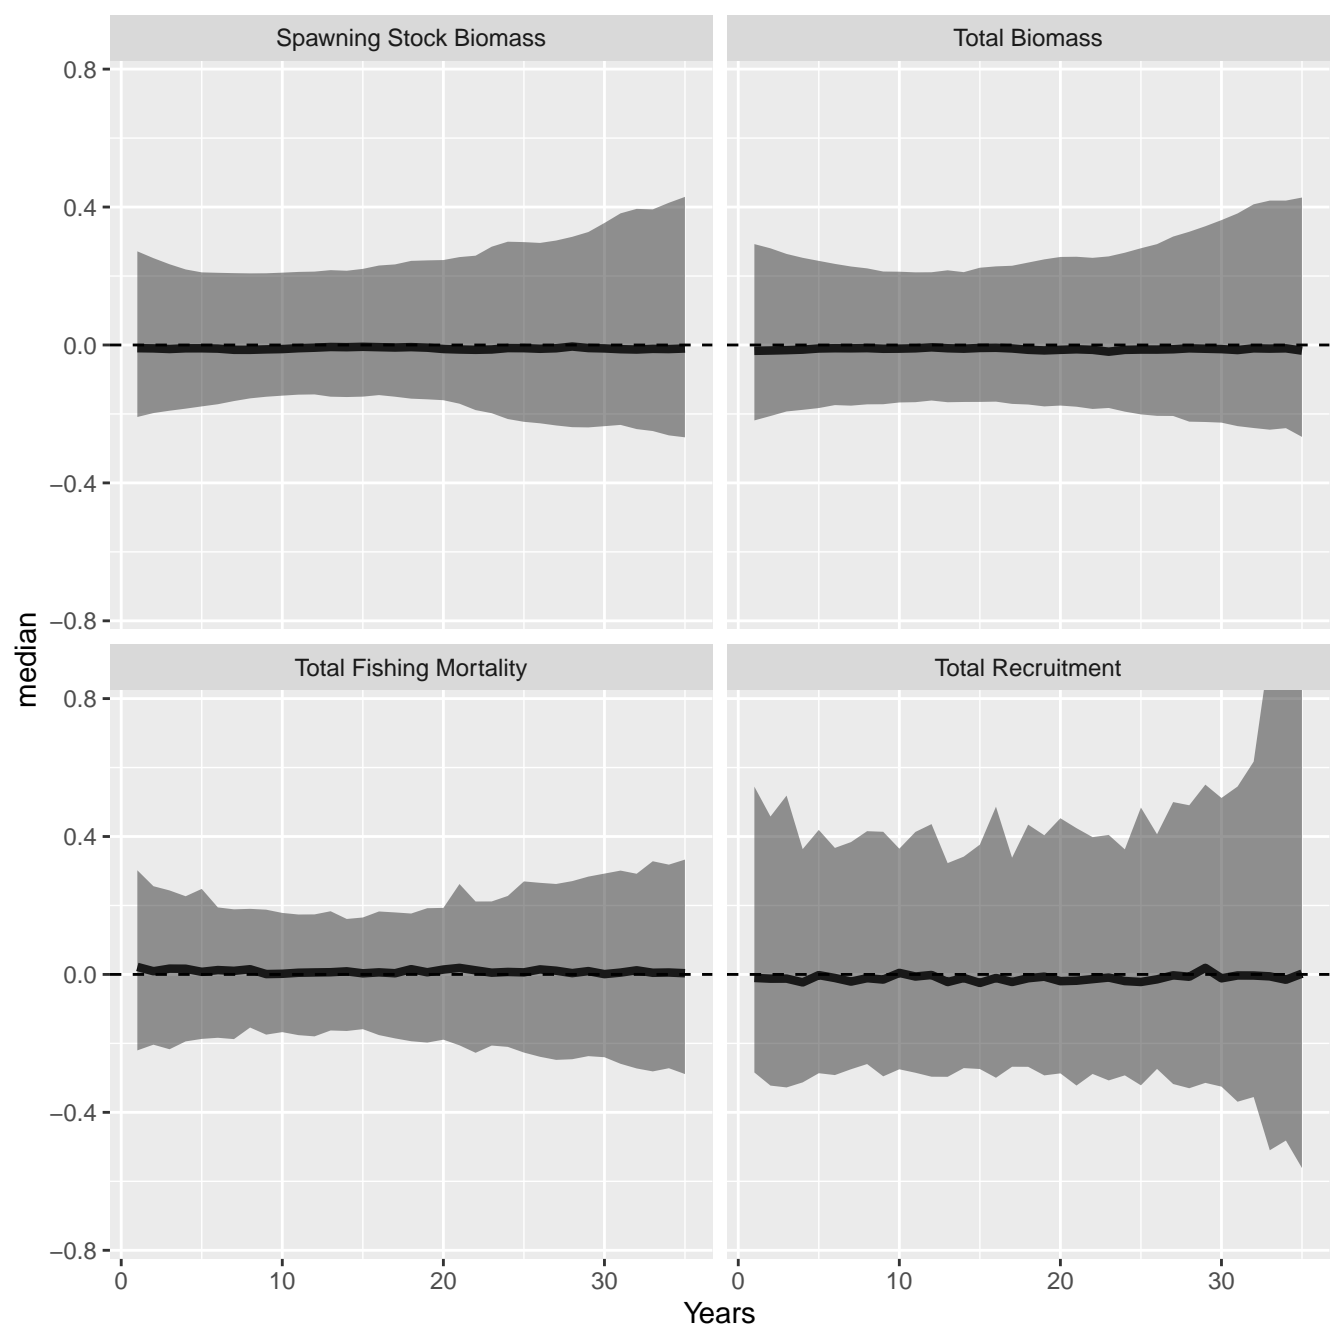 Spawning Stock Biomass
Total Biomass
0.8
0.4
0.0
−0.4
−0.8
median
Total Fishing Mortality
Total Recruitment
0.8
0.4
0.0
−0.4
−0.8
0 10 20 30
0 10 20 30
Years